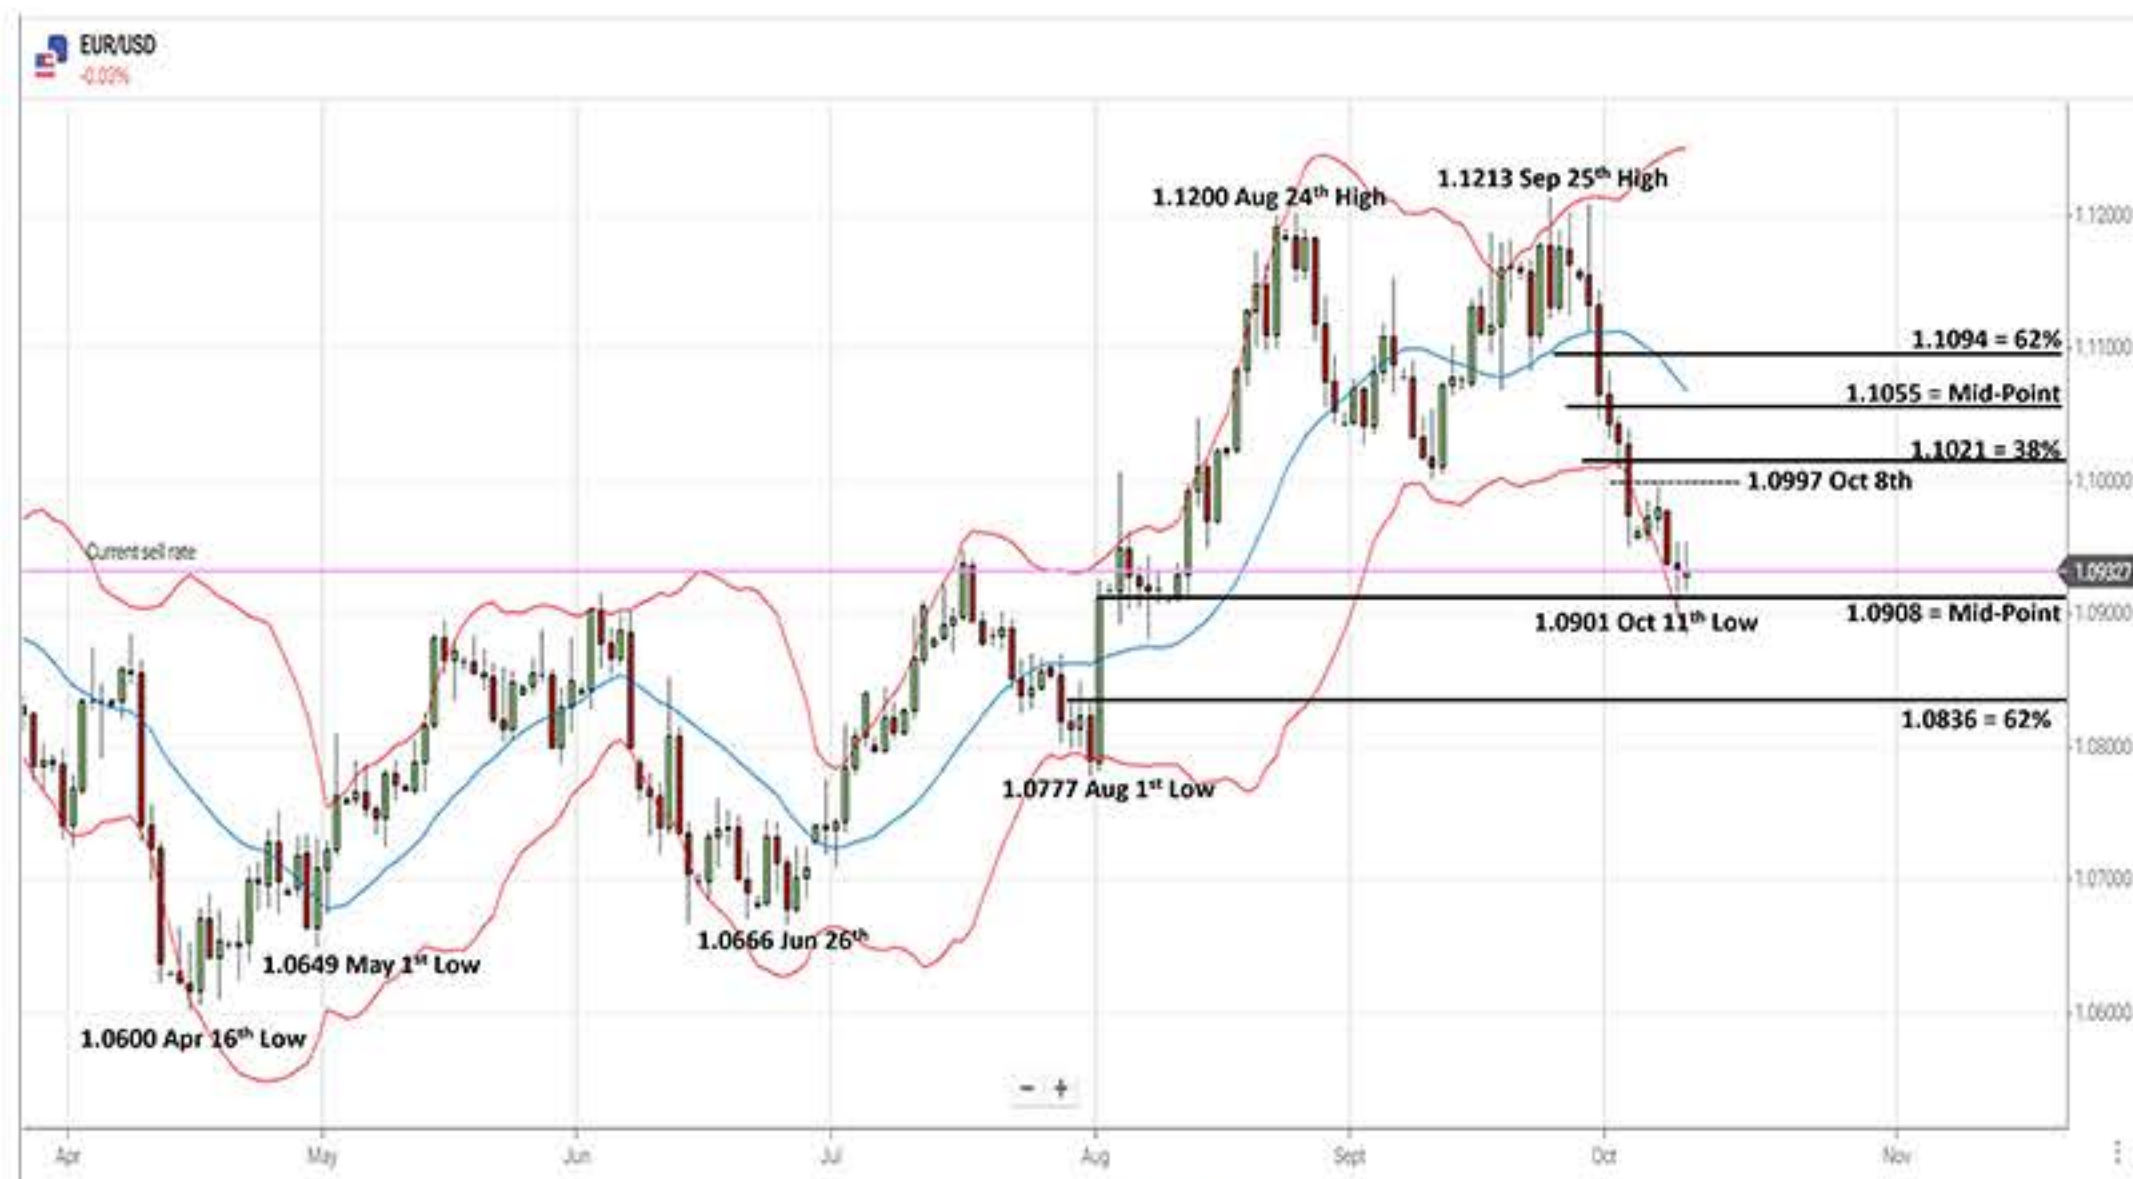 EUR/USD
-0.03%
1.1200 Aug 24th High
1.1213 Sep 25th High
1.12000
1.1094 = 62%
1.11000
1.1055 = Mid-Point
1.1021 = 38%
1.0997 Oct 8th
1.10000
Current sell rate
1.09327
1.0901 Oct 11th Low
1.0908 = Mid-Point
1.09000
1.0836 = 62%
1.08000
1.0777 Aug 1st Low
1.07000
1.0666 Jun 26th
1.0649 May 1st Low
1.0600 Apr 16th Low
1.06000
− +
Apr May Jun Jul Aug Sept Oct Nov